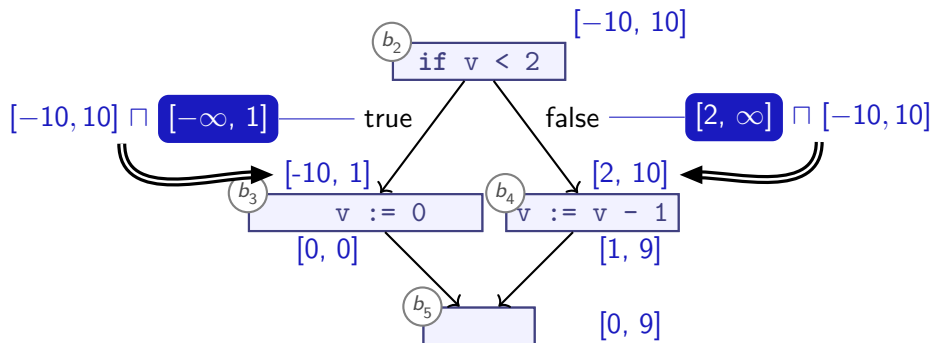 [−10, 10]
b2
if v < 2
[−10, 10] ⊓ [−∞, 1] true false [2, ∞] ⊓ [−10, 10]
[-10, 1] [2, 10]
b3 b4
v := 0 v := v - 1
[0, 0] [1, 9]
b5
[0, 9]